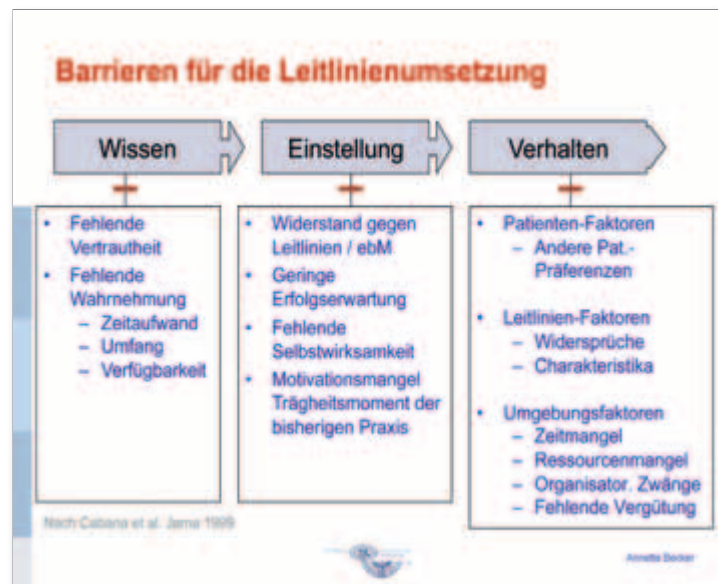 Barrieren für die Leitlinienumsetzung
Wissen
Einstellung
Verhalten
• Fehlende
Vertrautheit
• Fehlende
Wahrnehmung
– Zeitaufwand
– Umfang
– Verfügbarkeit
• Widerstand gegen
Leitlinien / ebM
• Geringe
Erfolgserwartung
• Fehlende
Selbstwirksamkeit
• Motivationsmangel
Trägheitsmoment der
bisherigen Praxis
• Patienten-Faktoren
– Andere Pat.-
Präferenzen
• Leitlinien-Faktoren
– Widersprüche
– Charakteristika
• Umgebungsfaktoren
– Zeitmangel
– Ressourcenmangel
– Organisator. Zwänge
– Fehlende Vergütung
Nach Cabana et al. Jama 1999
Annette Becker